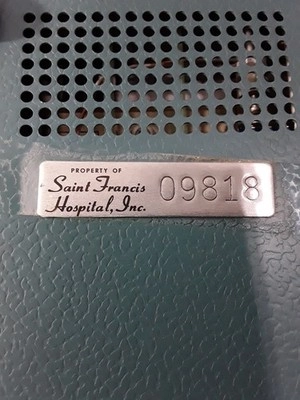 PROPERTY OF
Saint Francis
Hospital, Inc.
09818